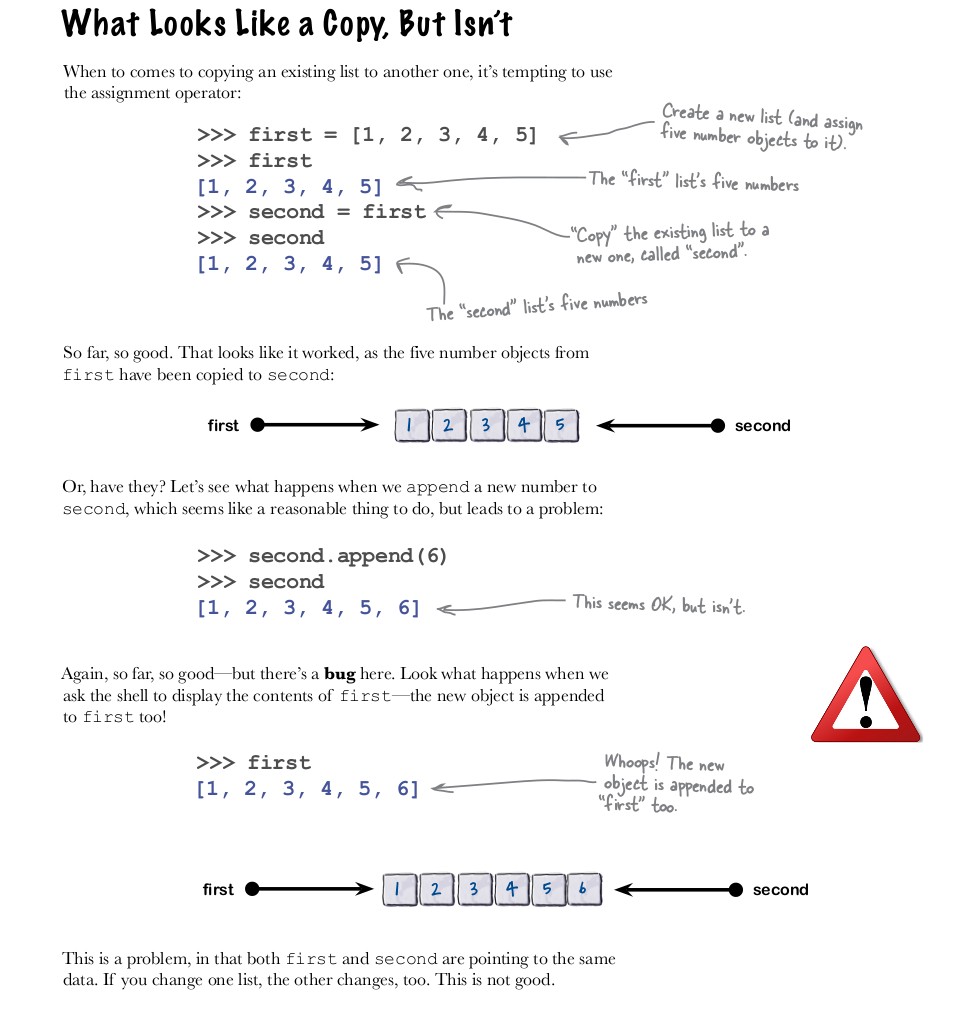 What Looks Like a Copy, But Isn't
When to comes to copying an existing list to another one, it's tempting to use
the assignment operator:
>>> first = [1, 2, 3, 4, 5]
Create a new list (and assign
five number objects to it).
>>> first
[1, 2, 3, 4, 5]
The "first" list's five numbers
>>> second = first
"Copy" the existing list to a
new one, called "second".
>>> second
[1, 2, 3, 4, 5]
The "second" list's five numbers
So far, so good. That looks like it worked, as the five number objects from
first have been copied to second:
first 1 2 3 4 5 second
Or, have they? Let's see what happens when we append a new number to
second, which seems like a reasonable thing to do, but leads to a problem:
>>> second.append(6)
>>> second
[1, 2, 3, 4, 5, 6]
This seems OK, but isn't.
Again, so far, so good—but there's a bug here. Look what happens when we
ask the shell to display the contents of first—the new object is appended
to first too!
>>> first
[1, 2, 3, 4, 5, 6]
Whoops! The new
object is appended to
"first" too.
first 1 2 3 4 5 6 second
This is a problem, in that both first and second are pointing to the same
data. If you change one list, the other changes, too. This is not good.